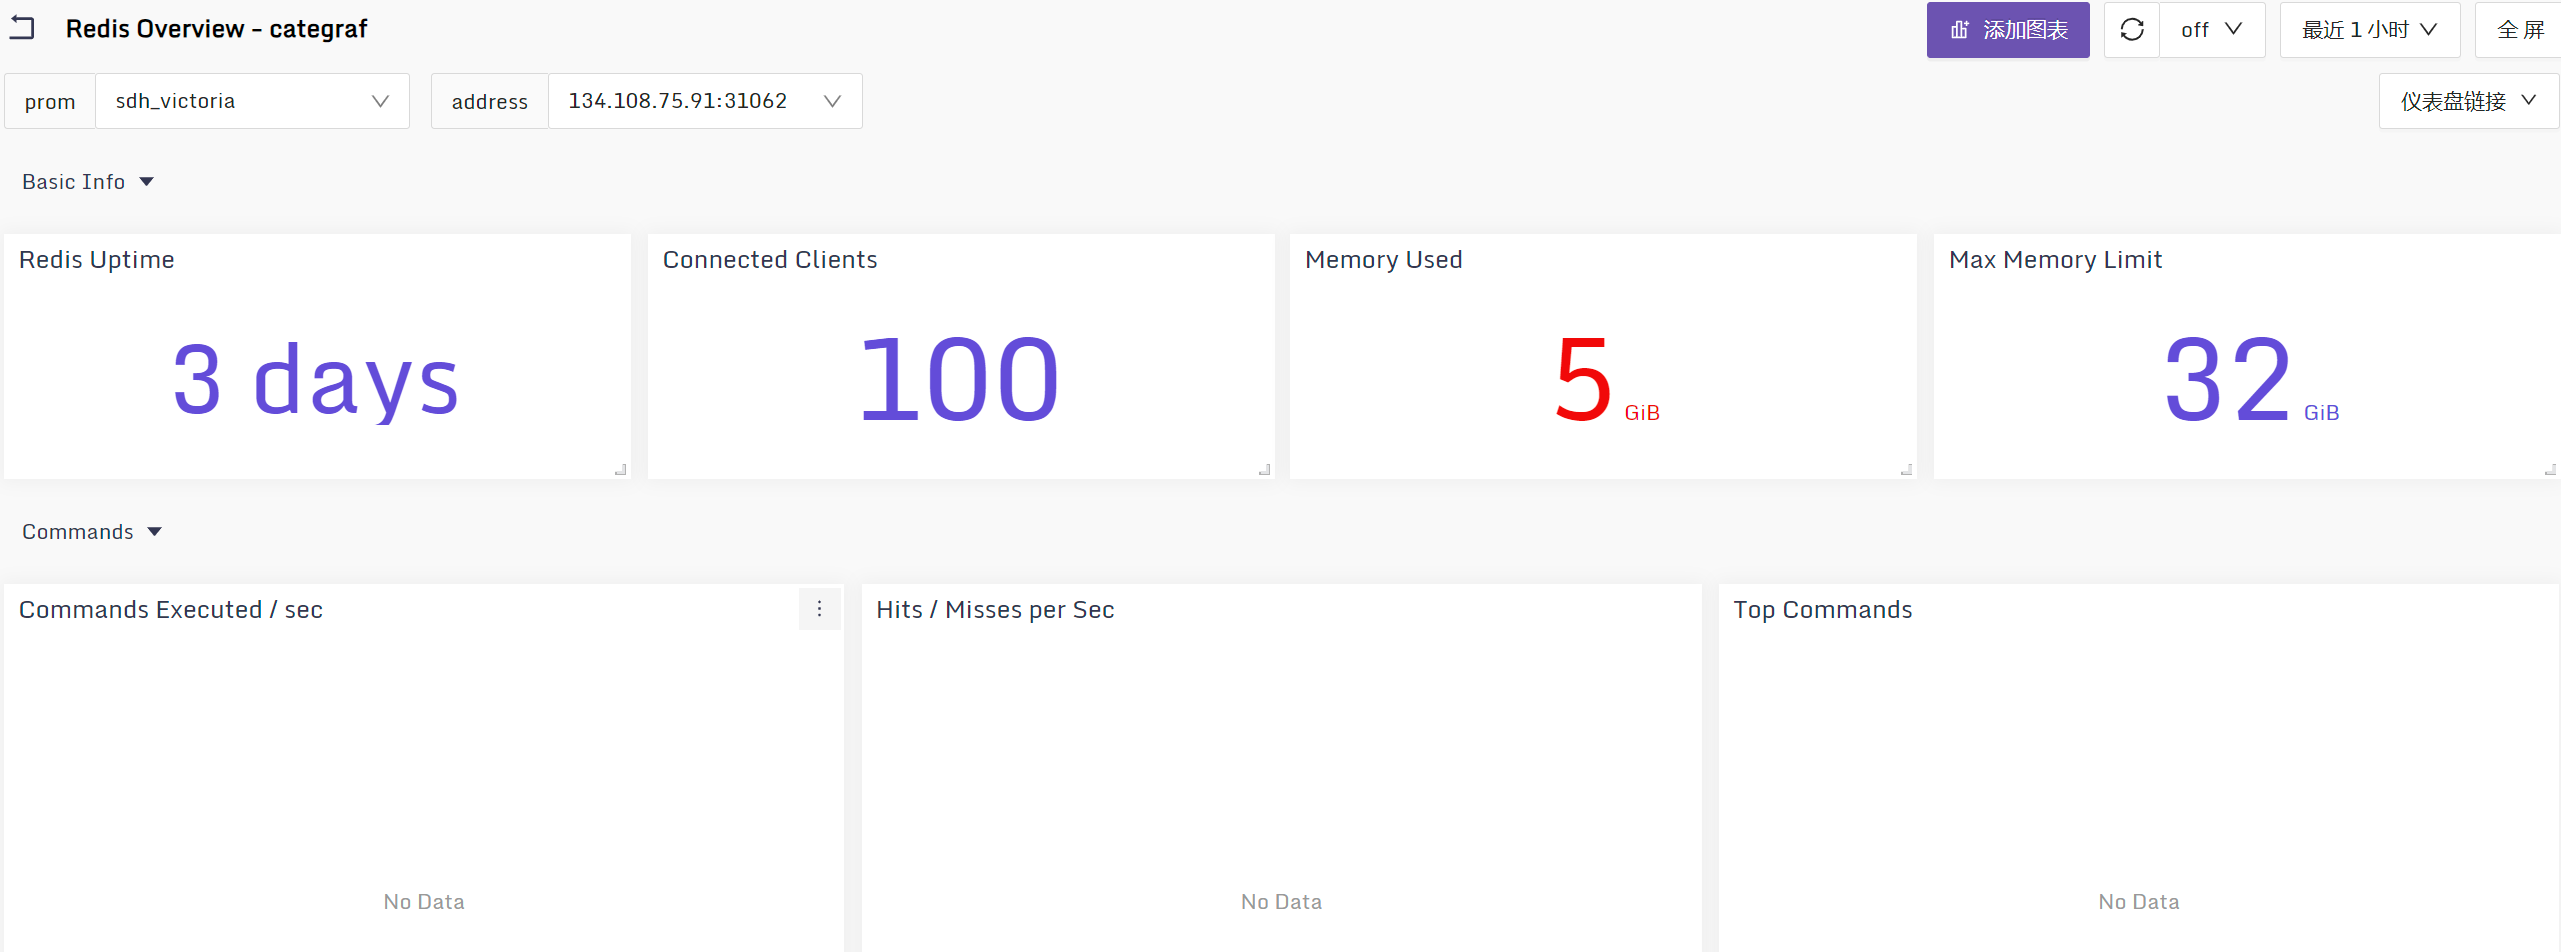 Redis Overview - categraf
添加图表
off
最近 1 小时
全 屏
prom
sdh_victoria
address
134.108.75.91:31062
仪表盘链接
Basic Info
Redis Uptime
Connected Clients
Memory Used
Max Memory Limit
3 days
100
5 GiB
32 GiB
Commands
Commands Executed / sec
Hits / Misses per Sec
Top Commands
No Data
No Data
No Data